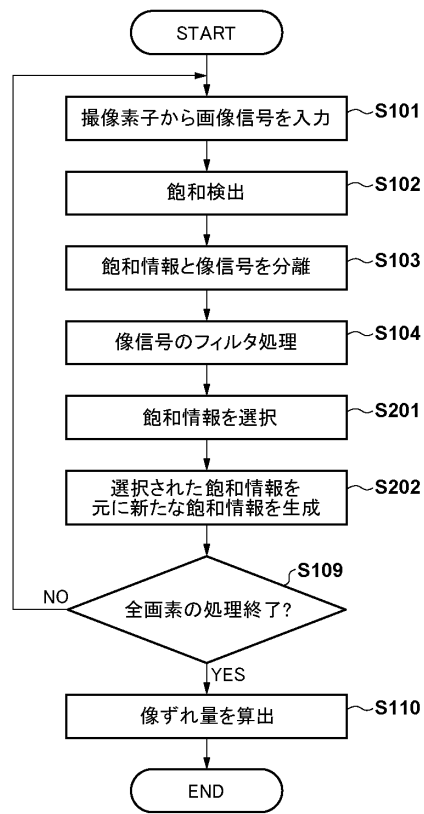 START
撮像素子から画像信号を入力
S101
飽和検出
S102
飽和情報と像信号を分離
S103
像信号のフィルタ処理
S104
飽和情報を選択
S201
選択された飽和情報を
元に新たな飽和情報を生成
S202
S109
全画素の処理終了?
NO
YES
像ずれ量を算出
S110
END